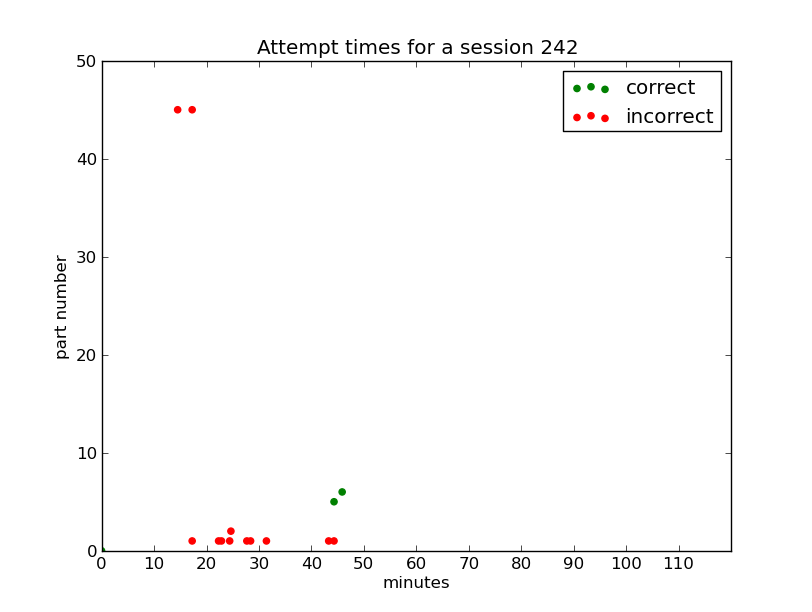 Attempt times for a session 242
50
correct
incorrect
40
30
part number
20
10
0
0 10 20 30 40 50 60 70 80 90 100 110
minutes